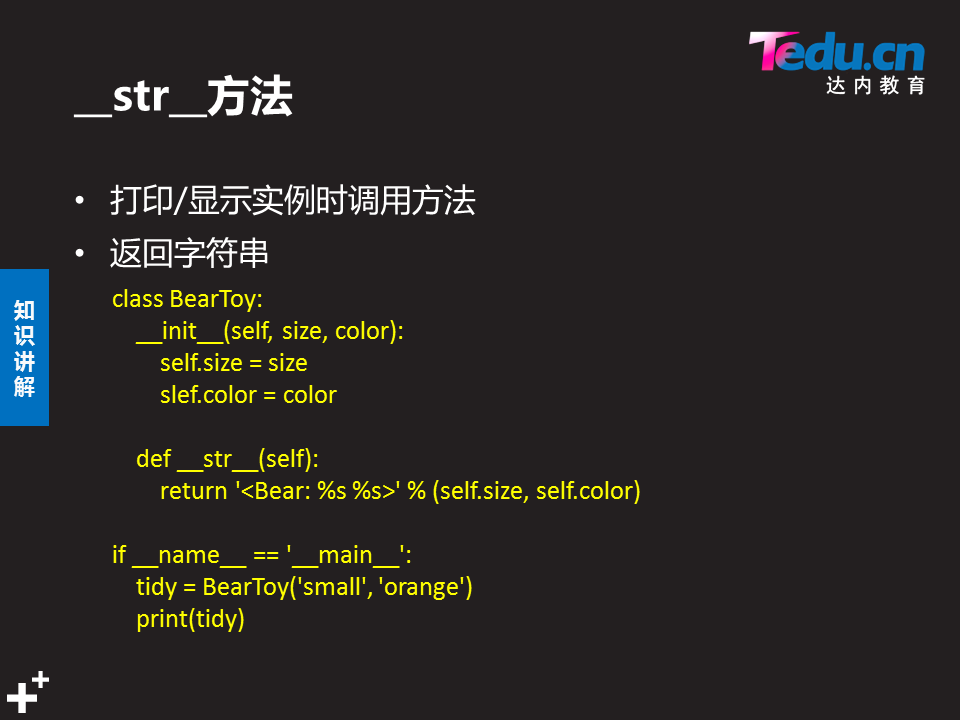 Tedu.cn
达内教育
__str__方法
• 打印/显示实例时调用方法
• 返回字符串
知识讲解
class BearToy:
    __init__(self, size, color):
        self.size = size
        slef.color = color
    def __str__(self):
        return '<Bear: %s %s>' % (self.size, self.color)
if __name__ == '__main__':
    tidy = BearToy('small', 'orange')
    print(tidy)